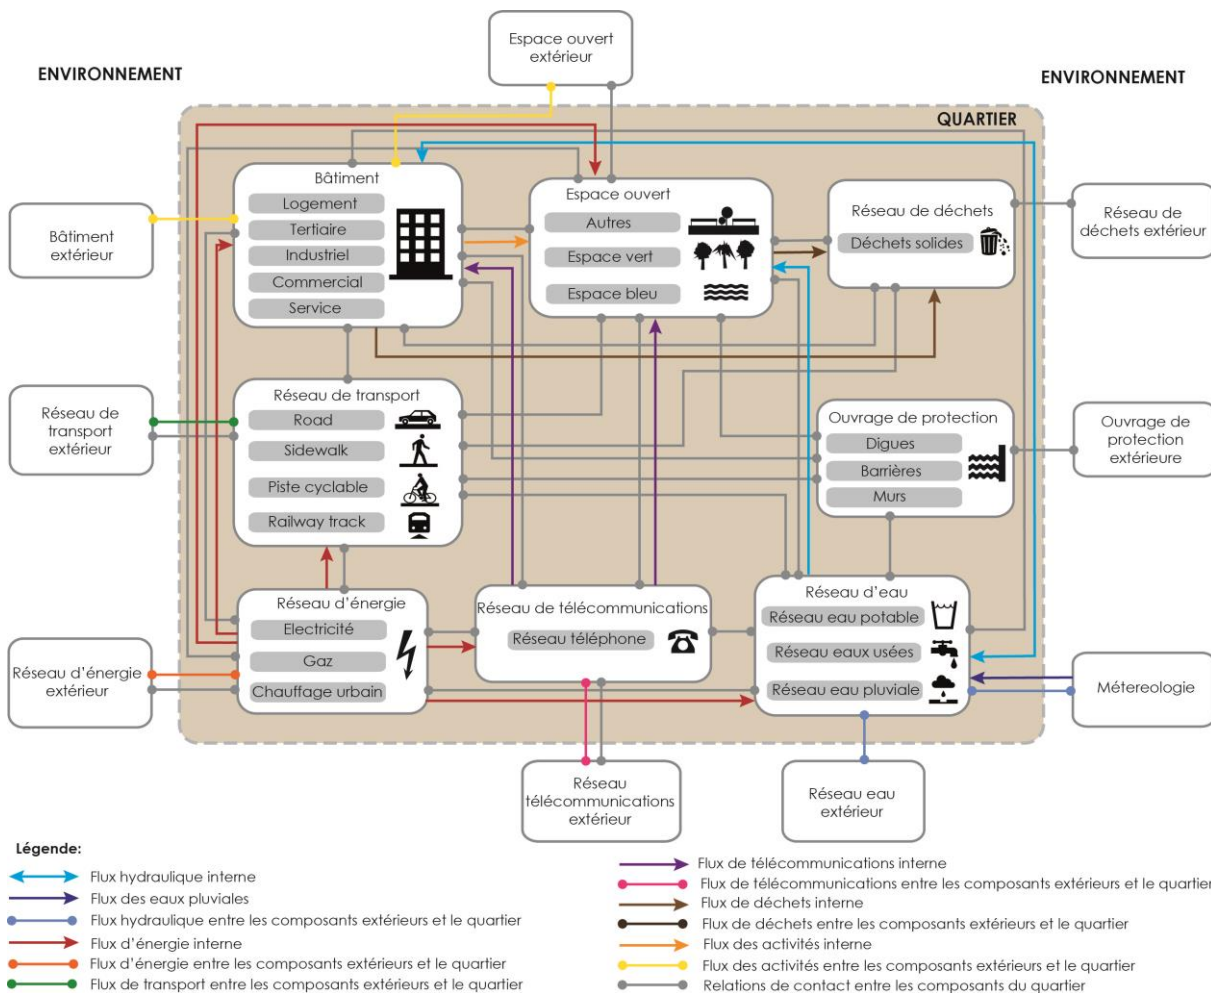 Espace ouvert
extérieur
ENVIRONNEMENT
ENVIRONNEMENT
QUARTIER
Bâtiment
Logement
Tertiaire
Industriel
Commercial
Service
Espace ouvert
Autres
Espace vert
Espace bleu
Réseau de déchets
Déchets solides
Bâtiment
extérieur
Réseau de
déchets extérieur
Réseau de transport
Road
Sidewalk
Piste cyclable
Railway track
Réseau de
transport
extérieur
Ouvrage de protection
Digues
Barrières
Murs
Ouvrage de
protection
extérieure
Réseau d'énergie
Electricité
Gaz
Chauffage urbain
Réseau de télécommunications
Réseau téléphone
Réseau d'eau
Réseau eau potable
Réseau eaux usées
Réseau eau pluviale
Réseau d'énergie
extérieur
Métereologie
Réseau
télécommunications
extérieur
Réseau eau
extérieur
Légende:
Flux hydraulique interne
Flux des eaux pluviales
Flux hydraulique entre les composants extérieurs et le quartier
Flux d'énergie interne
Flux d'énergie entre les composants extérieurs et le quartier
Flux de transport entre les composants extérieurs et le quartier
Flux de télécommunications interne
Flux de télécommunications entre les composants extérieurs et le quartier
Flux de déchets interne
Flux de déchets entre les composants extérieurs et le quartier
Flux des activités interne
Flux des activités entre les composants extérieurs et le quartier
Relations de contact entre les composants du quartier